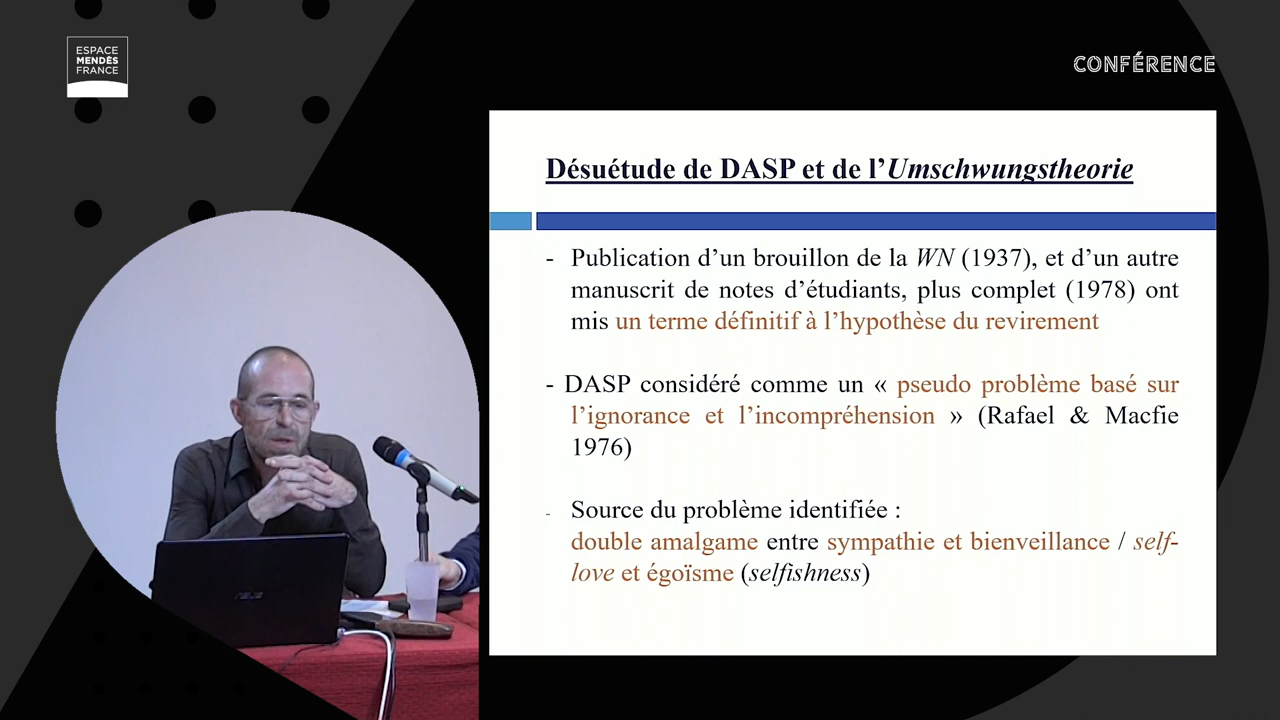 ESPACE
MENDÈS
FRANCE
CONFÉRENCE
Désuétude de DASP et de l’Umschwungstheorie
- Publication d’un brouillon de la WN (1937), et d’un autre
manuscrit de notes d’étudiants, plus complet (1978) ont
mis un terme définitif à l’hypothèse du revirement
- DASP considéré comme un « pseudo problème basé sur
l’ignorance et l’incompréhension » (Rafael & Macfie
1976)
- Source du problème identifiée :
double amalgame entre sympathie et bienveillance / self-
love et égoïsme (selfishness)
ASUS